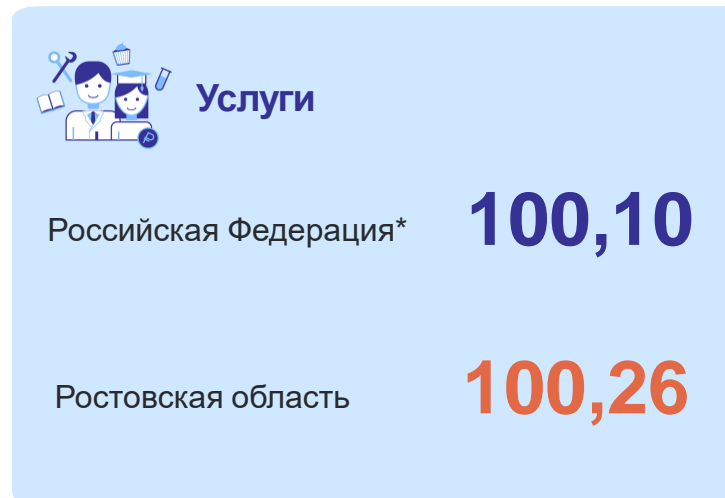 Услуги
Российская Федерация*
100,10
Ростовская область
100,26